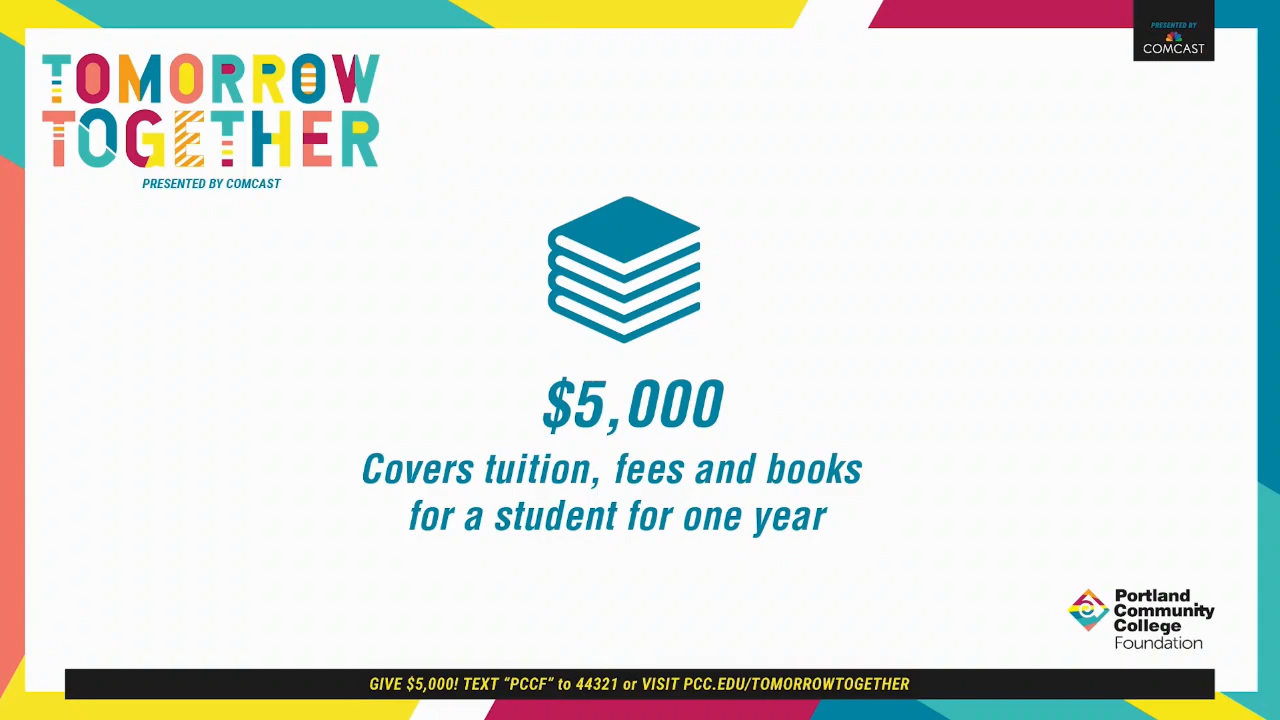 TOMORROW
TOGETHER
PRESENTED BY COMCAST
PRESENTED BY
COMCAST
$5,000
Covers tuition, fees and books
for a student for one year
Portland
Community
College
Foundation
GIVE $5,000! TEXT “PCCF” to 44321 or VISIT PCC.EDU/TOMORROWTOGETHER